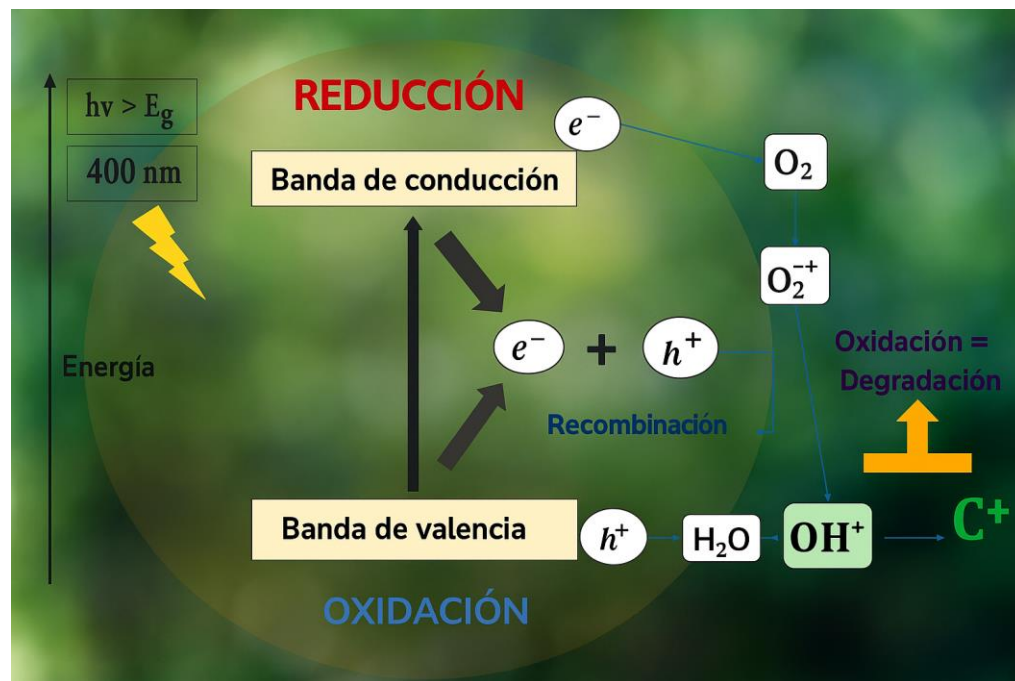 REDUCCIÓN
hv > E_g
400 nm
e⁻
Banda de conducción
O₂
O₂⁻⁺
e⁻ + h⁺
Oxidación =
Degradación
Energía
Recombinación
Banda de valencia
h⁺
H₂O
OH⁺
C⁺
OXIDACIÓN